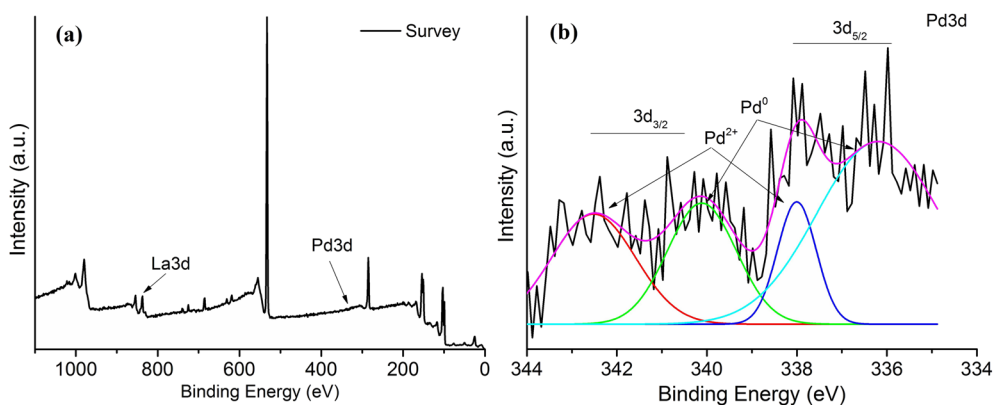 (a)
Survey
La3d
Pd3d
Intensity (a.u.)
1000
800
600
400
200
0
Binding Energy (eV)
(b)
Pd3d
3d5/2
Pd0
3d3/2
Pd2+
Intensity (a.u.)
344
342
340
338
336
334
Binding Energy (eV)